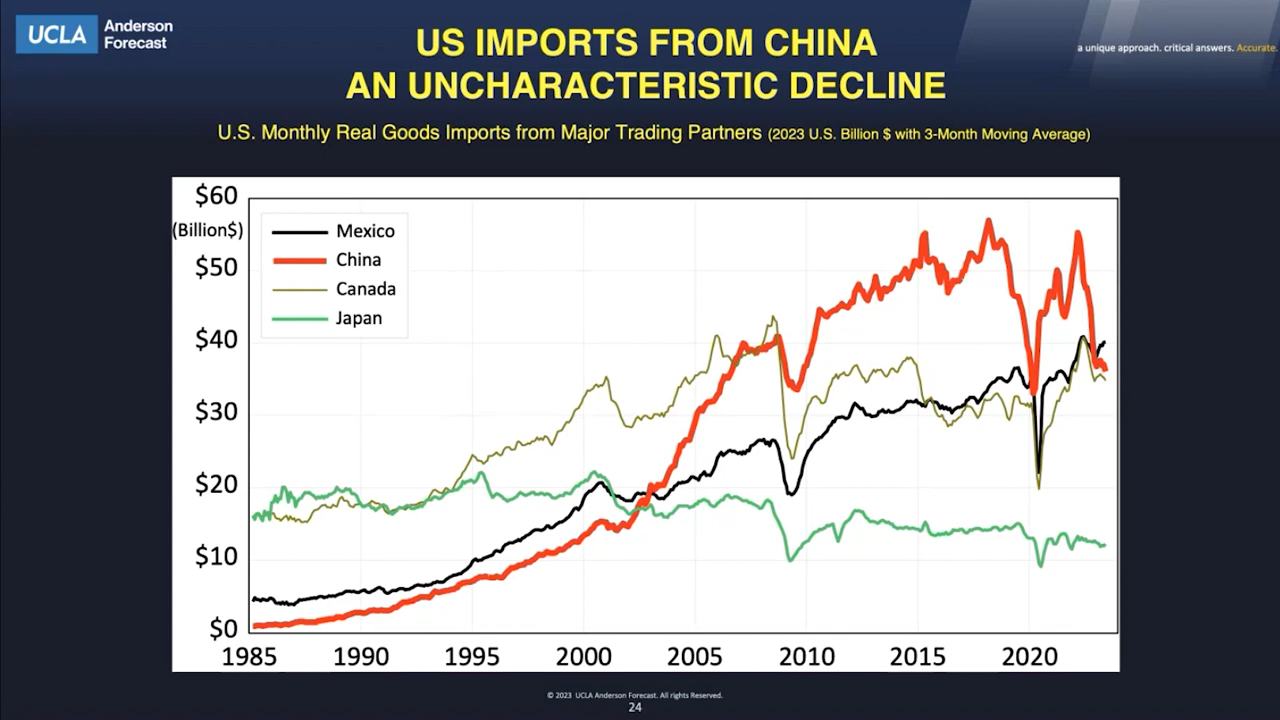 UCLA Anderson
Forecast
US IMPORTS FROM CHINA
AN UNCHARACTERISTIC DECLINE
a unique approach. critical answers. Accurate.
U.S. Monthly Real Goods Imports from Major Trading Partners (2023 U.S. Billion $ with 3-Month Moving Average)
$60
(Billion$)
$50
$40
$30
$20
$10
$0
Mexico
China
Canada
Japan
1985 1990 1995 2000 2005 2010 2015 2020
© 2023 UCLA Anderson Forecast. All rights Reserved.
24